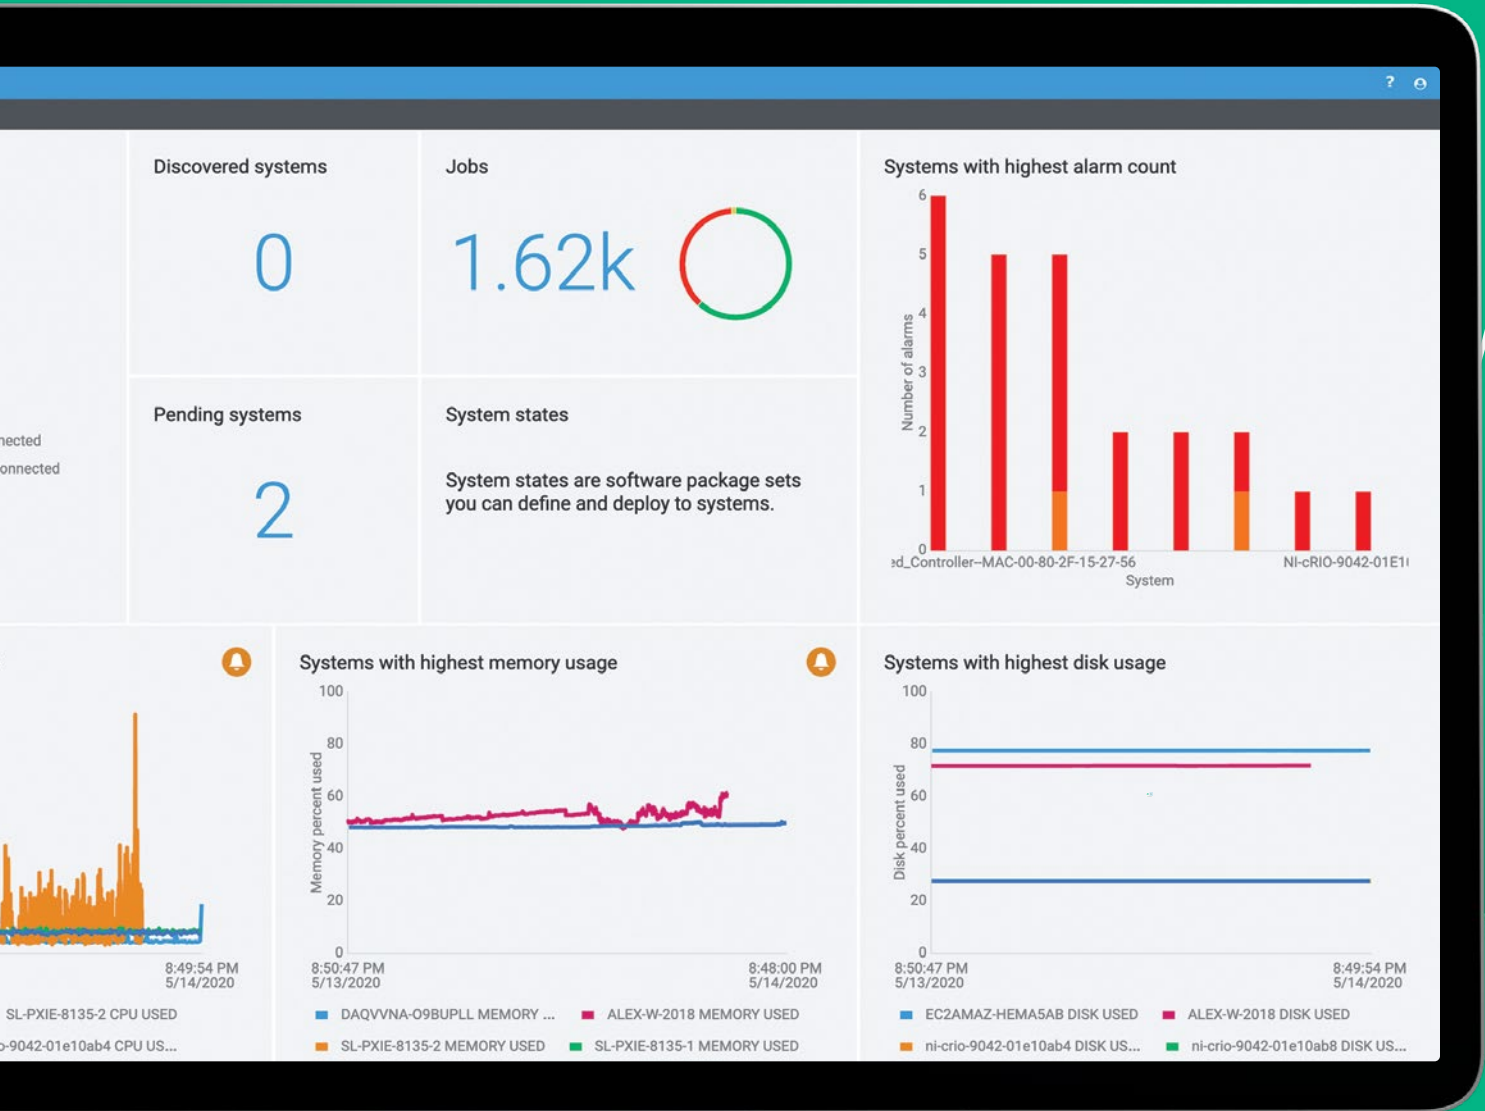 ?
Discovered systems
0
Jobs
1.62k
Systems with highest alarm count
6
5
4
3
2
1
0
Number of alarms
ed_Controller--MAC-00-80-2F-15-27-56
NI-cRIO-9042-01E1
System
nected
onnected
Pending systems
2
System states
System states are software package sets
you can define and deploy to systems.
8:49:54 PM
5/14/2020
SL-PXIE-8135-2 CPU USED
o-9042-01e10ab4 CPU US...
Systems with highest memory usage
100
80
60
40
20
0
Memory percent used
8:50:47 PM
5/13/2020
8:48:00 PM
5/14/2020
DAQVVNA-O9BUPLL MEMORY ...
ALEX-W-2018 MEMORY USED
SL-PXIE-8135-2 MEMORY USED
SL-PXIE-8135-1 MEMORY USED
Systems with highest disk usage
100
80
60
40
20
0
Disk percent used
8:50:47 PM
5/13/2020
8:49:54 PM
5/14/2020
EC2AMAZ-HEMA5AB DISK USED
ALEX-W-2018 DISK USED
ni-crio-9042-01e10ab4 DISK US...
ni-crio-9042-01e10ab8 DISK US...